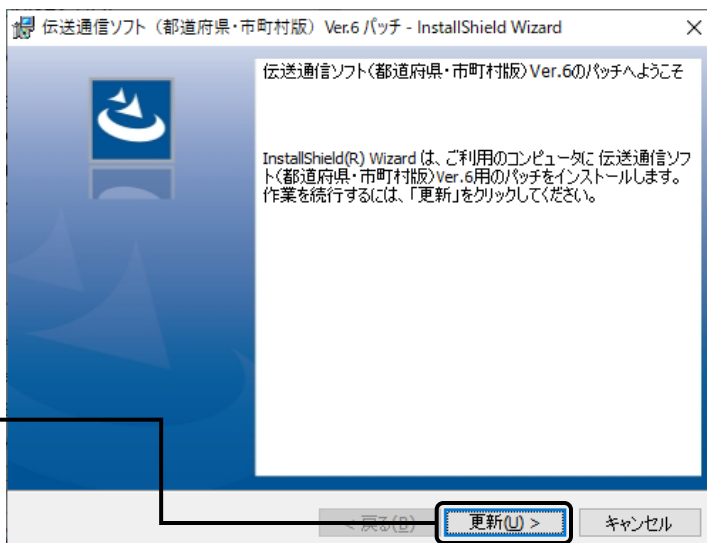 伝送通信ソフト（都道府県・市町村版）Ver.6 パッチ - InstallShield Wizard
伝送通信ソフト(都道府県・市町村版)Ver.6のパッチへようこそ
InstallShield(R) Wizard は、ご利用のコンピュータに 伝送通信ソフ
ト(都道府県・市町村版)Ver.6用のパッチをインストールします。
作業を続行するには、「更新」をクリックしてください。
< 戻る(B) 更新(U) > キャンセル